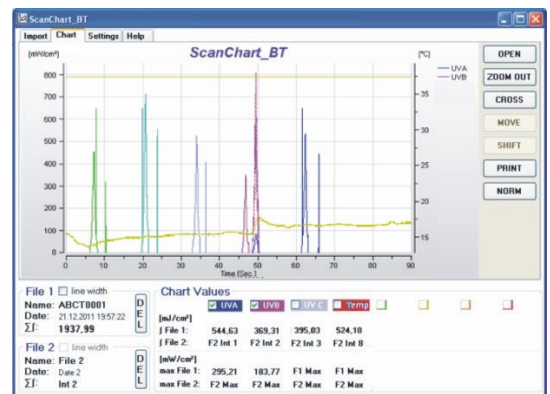 ScanChart_BT
Import Chart Settings Help
[mW/cm²] ScanChart_BT [°C]
UVA
UVB
800
700
600
500
400
300
200
100
0
35
30
25
20
15
0 10 20 30 40 50 60 70 80 90
Time [Sec.]
OPEN
ZOOM OUT
CROSS
MOVE
SHIFT
PRINT
NORM
File 1 line width
Name: ABCT0001
Date: 21.12.2011 19:57:22
∑∫: 1937,99
DEL
File 2 line width
Name: File 2
Date: Date 2
∑∫: Int 2
DEL
Chart Values
UVA UVB UV C Temp
[mJ/cm²]
∫ File 1: 544,63 369,31 395,03 524,18
∫ File 2: F2 Int 1 F2 Int 2 F2 Int 3 F2 Int 8
[mW/cm²]
max File 1: 295,21 183,77 F1 Max F1 Max
max File 2: F2 Max F2 Max F2 Max F2 Max